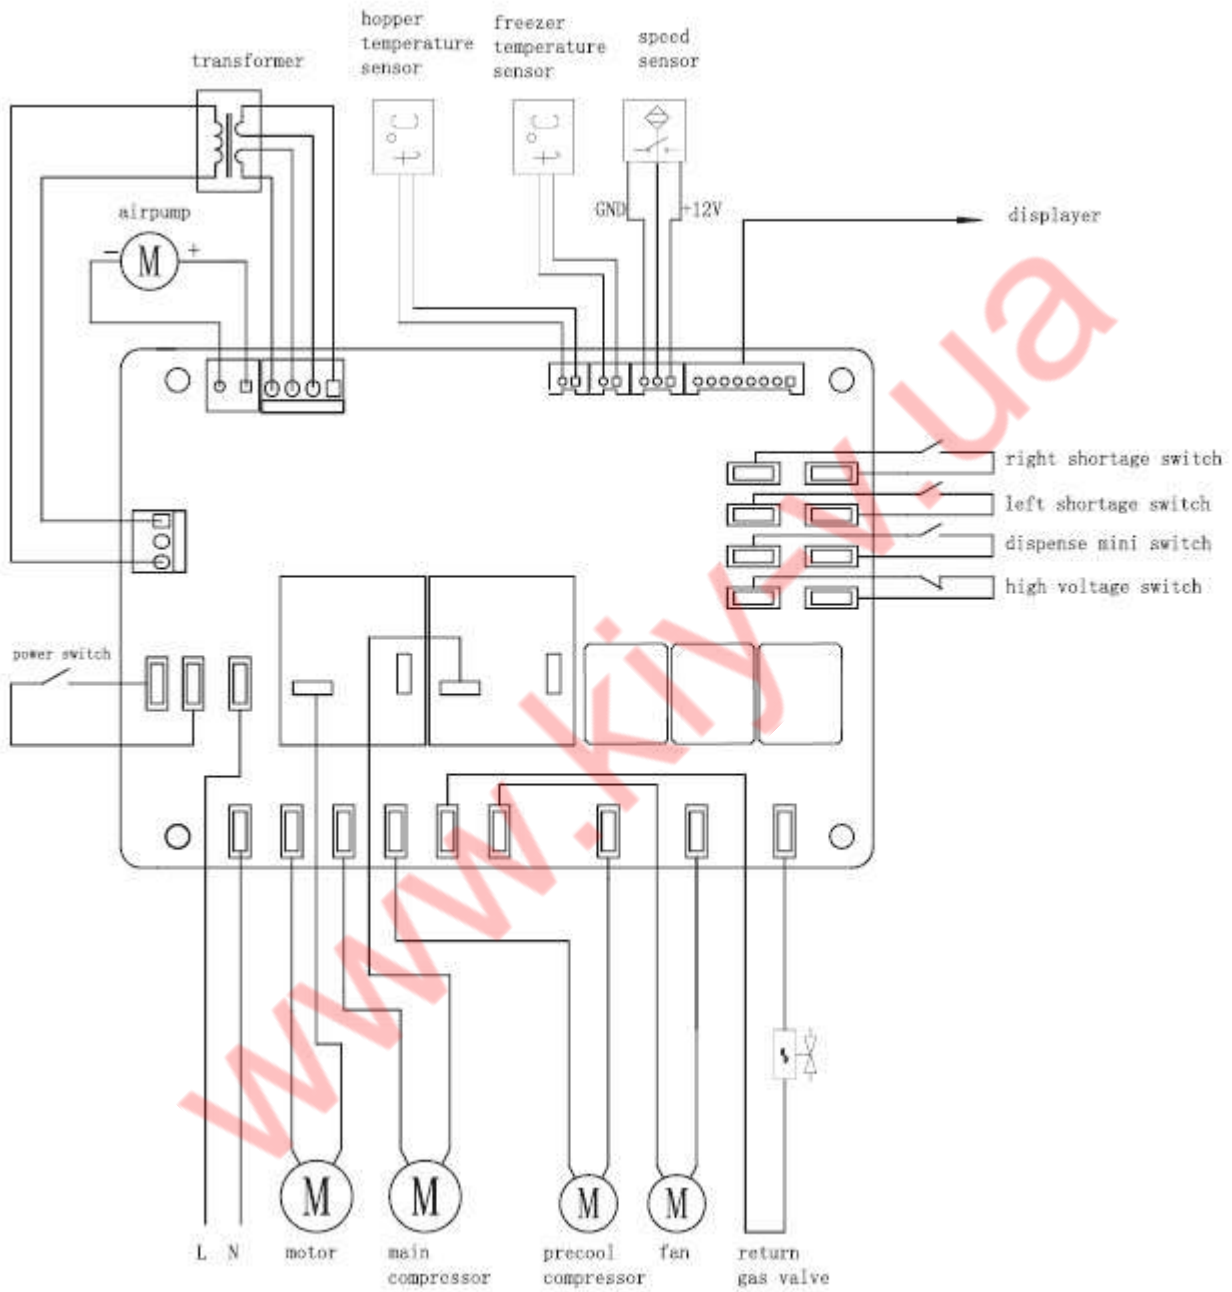 hopper
temperature
sensor
freezer
temperature
sensor
speed
sensor
transformer
t°C
t°C
GND
+12V
displayer
airpump
- M +
right shortage switch
left shortage switch
dispense mini switch
high voltage switch
power switch
M
M
M
M
L
N
motor
main
compressor
precool
compressor
fan
return
gas valve
www.kiy-v.ua